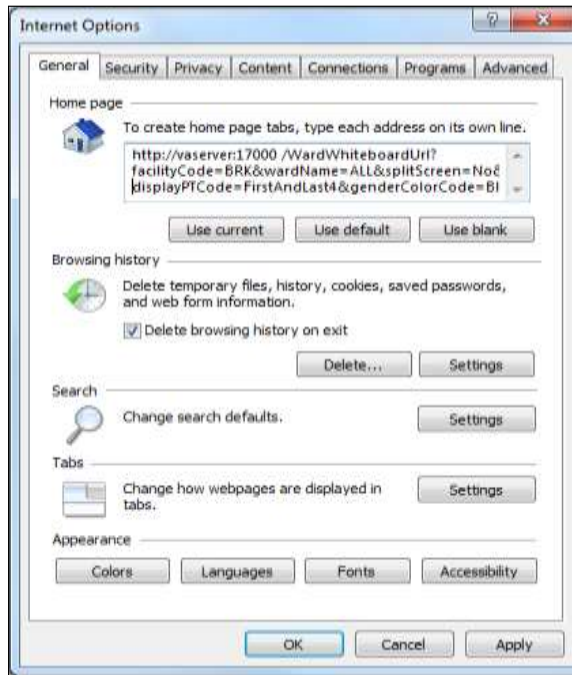 Internet Options
General Security Privacy Content Connections Programs Advanced
Home page
To create home page tabs, type each address on its own line.
http://vaserver:17000 /WardWhiteboardUrl?
facilityCode=BRK&wardName=ALL&splitScreen=No&
displayPTCode=FirstAndLast4&genderColorCode=Bl
Use current Use default Use blank
Browsing history
Delete temporary files, history, cookies, saved passwords,
and web form information.
Delete browsing history on exit
Delete... Settings
Search
Change search defaults.
Settings
Tabs
Change how webpages are displayed in
tabs.
Settings
Appearance
Colors Languages Fonts Accessibility
OK Cancel Apply